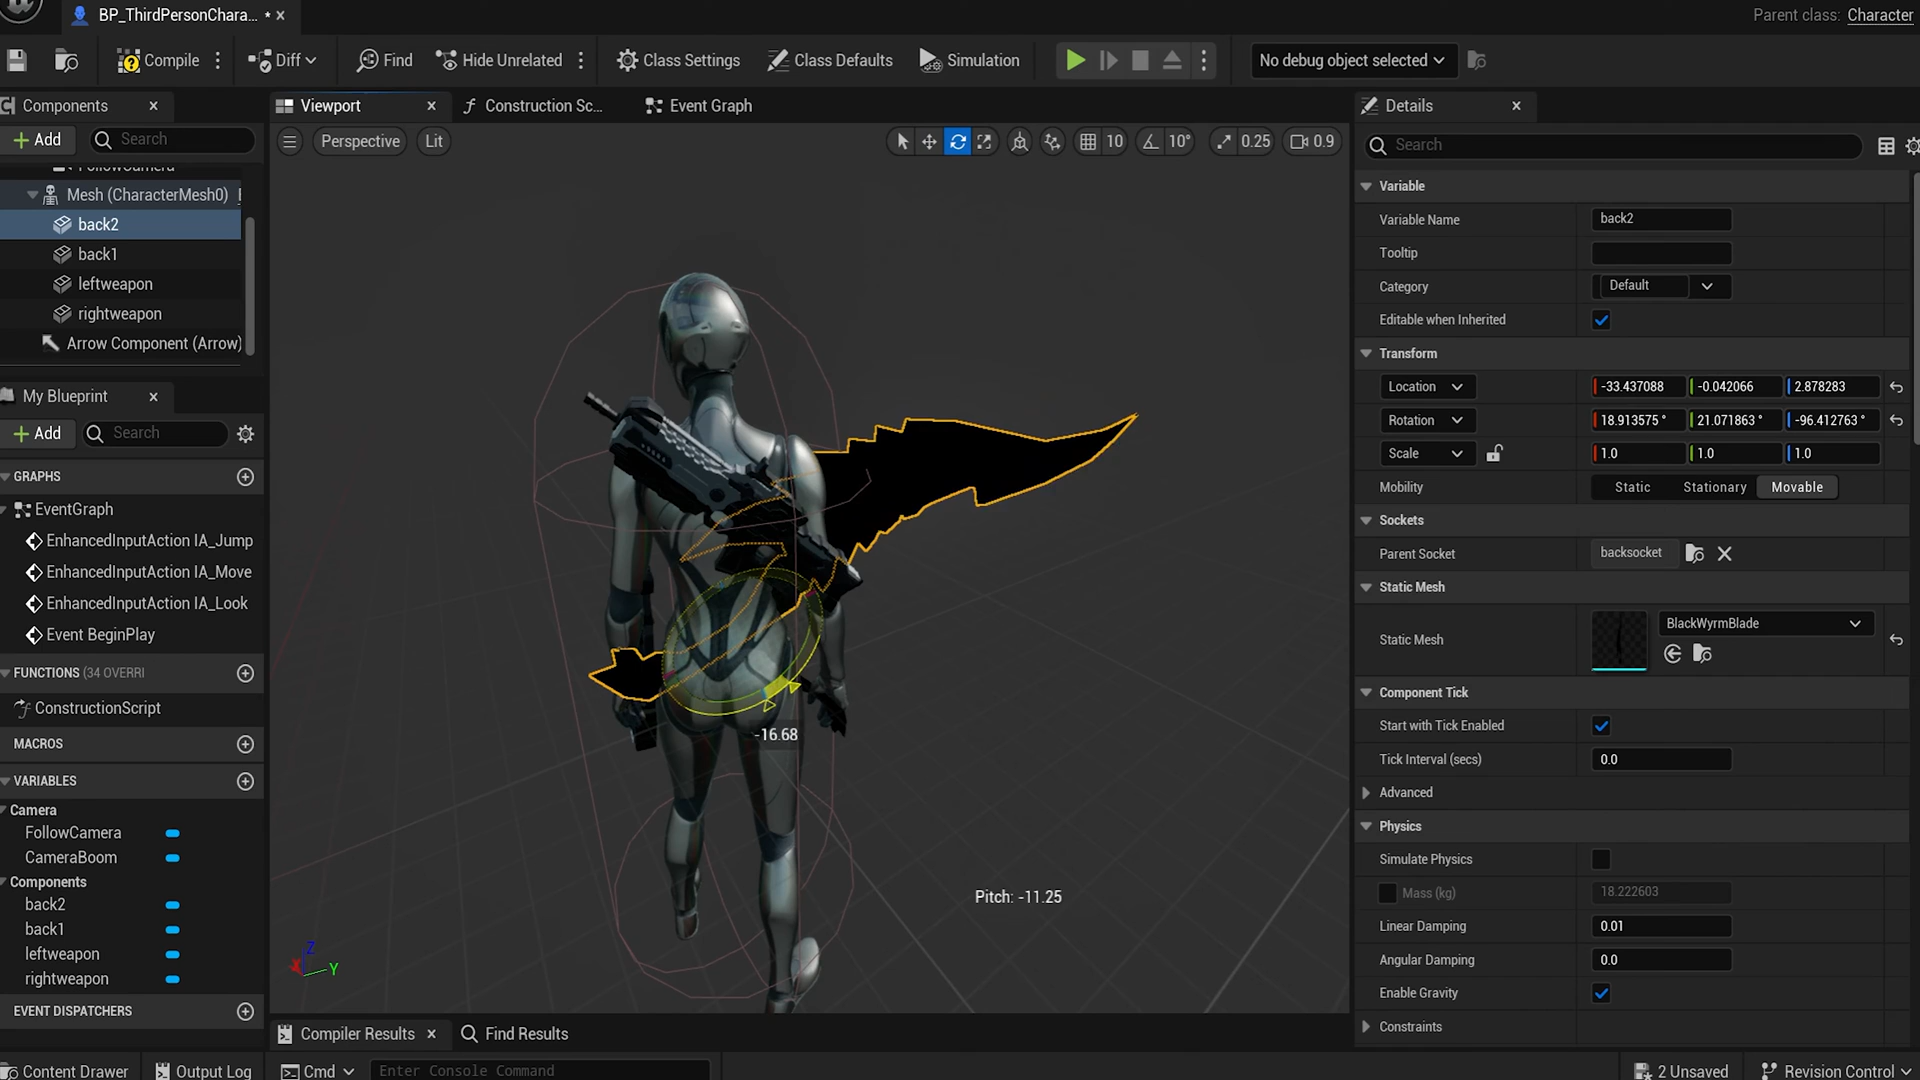 BP_ThirdPersonChara... *
Parent class: Character
Compile
Diff
Find
Hide Unrelated
Class Settings
Class Defaults
Simulation
No debug object selected
Components
Add
Search
FollowCamera
Mesh (CharacterMesh0)
back2
back1
leftweapon
rightweapon
Arrow Component (Arrow)
My Blueprint
Add
Search
GRAPHS
EventGraph
EnhancedInputAction IA_Jump
EnhancedInputAction IA_Move
EnhancedInputAction IA_Look
Event BeginPlay
FUNCTIONS (34 OVERRI
ConstructionScript
MACROS
VARIABLES
Camera
FollowCamera
CameraBoom
Components
back2
back1
leftweapon
rightweapon
EVENT DISPATCHERS
Viewport
Construction Sc...
Event Graph
Perspective
Lit
10
10°
0.25
0.9
-16.68
Pitch: -11.25
Z
X
Y
Compiler Results
Find Results
Details
Search
Variable
Variable Name back2
Tooltip
Category Default
Editable when Inherited
Transform
Location -33.437088 -0.042066 2.878283
Rotation 18.913575° 21.071863° -96.412763°
Scale 1.0 1.0 1.0
Mobility Static Stationary Movable
Sockets
Parent Socket backsocket
Static Mesh
Static Mesh BlackWyrmBlade
Component Tick
Start with Tick Enabled
Tick Interval (secs) 0.0
Advanced
Physics
Simulate Physics
Mass (kg) 18.222603
Linear Damping 0.01
Angular Damping 0.0
Enable Gravity
Constraints
Content Drawer
Output Log
Cmd
Enter Console Command
2 Unsaved
Revision Control